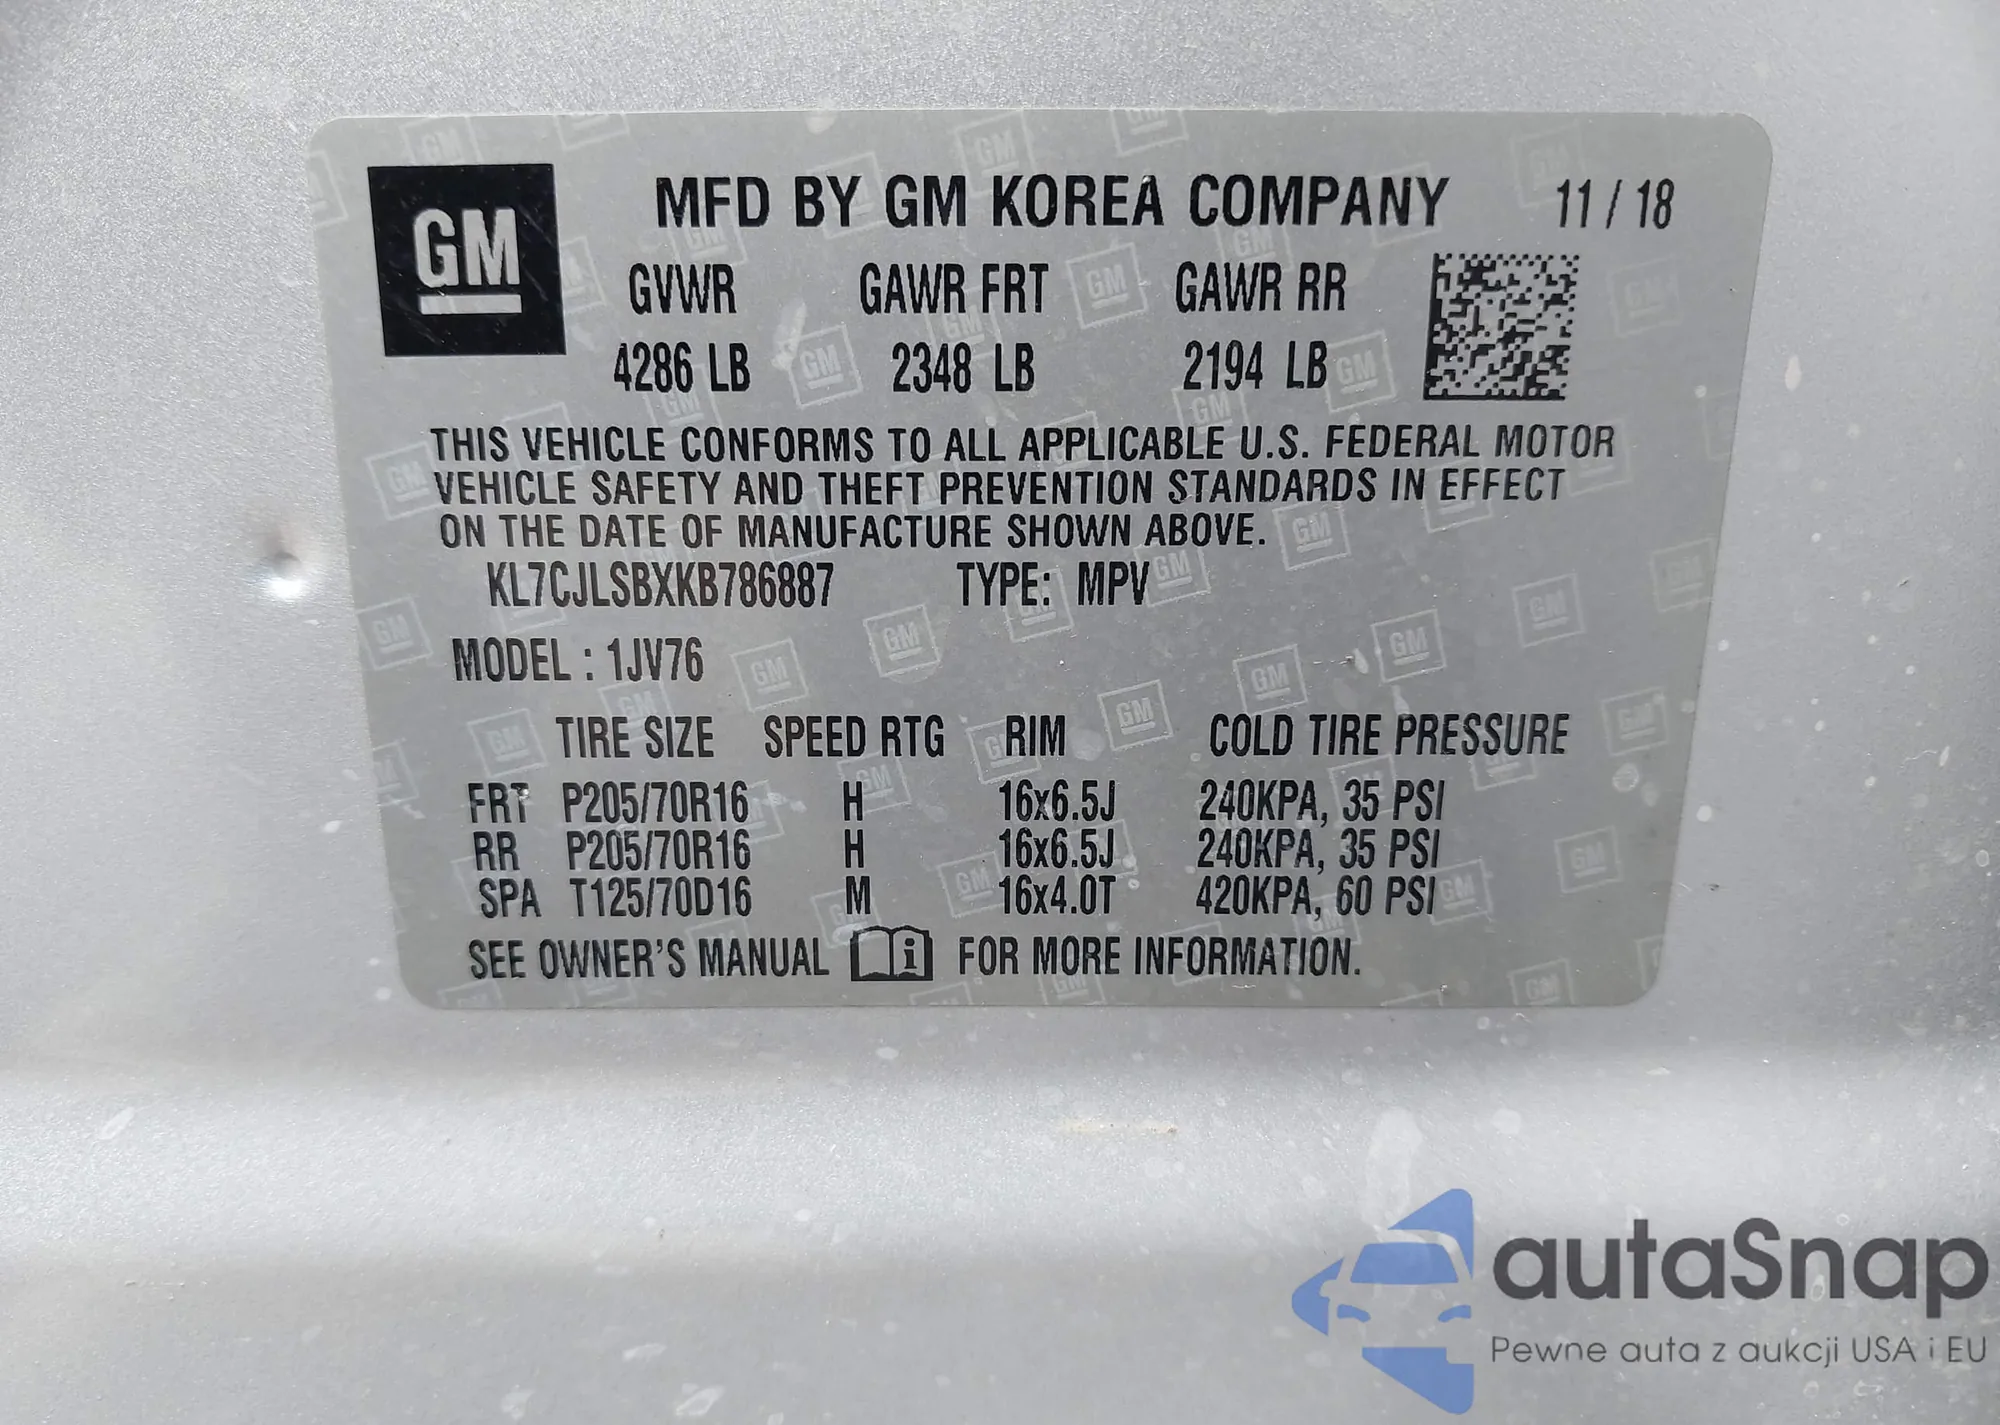 GM
MFD BY GM KOREA COMPANY 11 / 18
GVWR GAWR FRT GAWR RR
4286 LB 2348 LB 2194 LB
THIS VEHICLE CONFORMS TO ALL APPLICABLE U.S. FEDERAL MOTOR
VEHICLE SAFETY AND THEFT PREVENTION STANDARDS IN EFFECT
ON THE DATE OF MANUFACTURE SHOWN ABOVE.
KL7CJLSBXKB786887 TYPE: MPV
MODEL : 1JV76
TIRE SIZE SPEED RTG RIM COLD TIRE PRESSURE
FRT P205/70R16 H 16x6.5J 240KPA, 35 PSI
RR P205/70R16 H 16x6.5J 240KPA, 35 PSI
SPA T125/70D16 M 16x4.0T 420KPA, 60 PSI
SEE OWNER'S MANUAL i FOR MORE INFORMATION.
autaSnap
Pewne auta z aukcji USA i EU